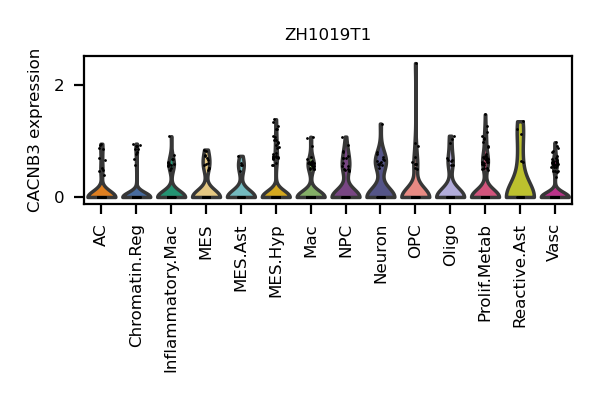 ZH1019T1
CACNB3 expression
2
0
AC
Chromatin.Reg
Inflammatory.Mac
MES
MES.Ast
MES.Hyp
Mac
NPC
Neuron
OPC
Oligo
Prolif.Metab
Reactive.Ast
Vasc